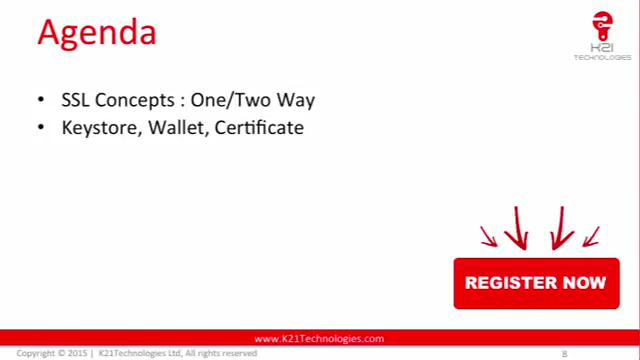 Agenda
K21
TECHNOLOGIES
• SSL Concepts : One/Two Way
• Keystore, Wallet, Certificate
REGISTER NOW
www.K21Technologies.com
Copyright © 2015 | K21Technologies Ltd, All rights reserved
8